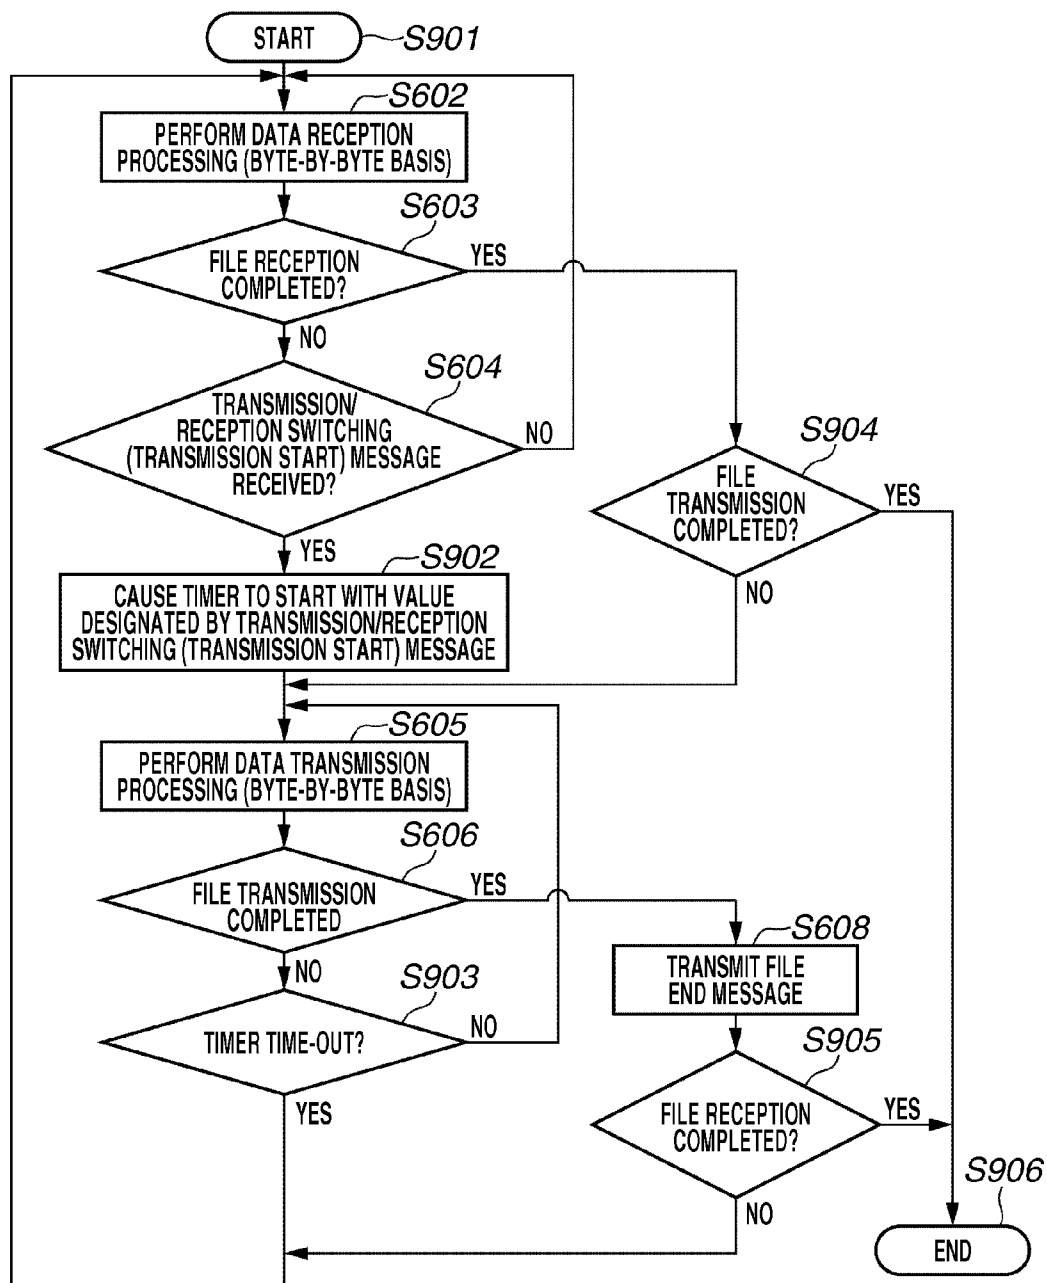 START
S901
S602
PERFORM DATA RECEPTION
PROCESSING (BYTE-BY-BYTE BASIS)
S603
FILE RECEPTION
COMPLETED?
YES
NO
S604
TRANSMISSION/
RECEPTION SWITCHING
(TRANSMISSION START) MESSAGE
RECEIVED?
NO
YES
S904
FILE
TRANSMISSION
COMPLETED?
YES
NO
S902
CAUSE TIMER TO START WITH VALUE
DESIGNATED BY TRANSMISSION/RECEPTION
SWITCHING (TRANSMISSION START) MESSAGE
S605
PERFORM DATA TRANSMISSION
PROCESSING (BYTE-BY-BYTE BASIS)
S606
FILE TRANSMISSION
COMPLETED
YES
NO
S608
TRANSMIT FILE
END MESSAGE
S903
TIMER TIME-OUT?
NO
YES
S905
FILE RECEPTION
COMPLETED?
YES
NO
S906
END